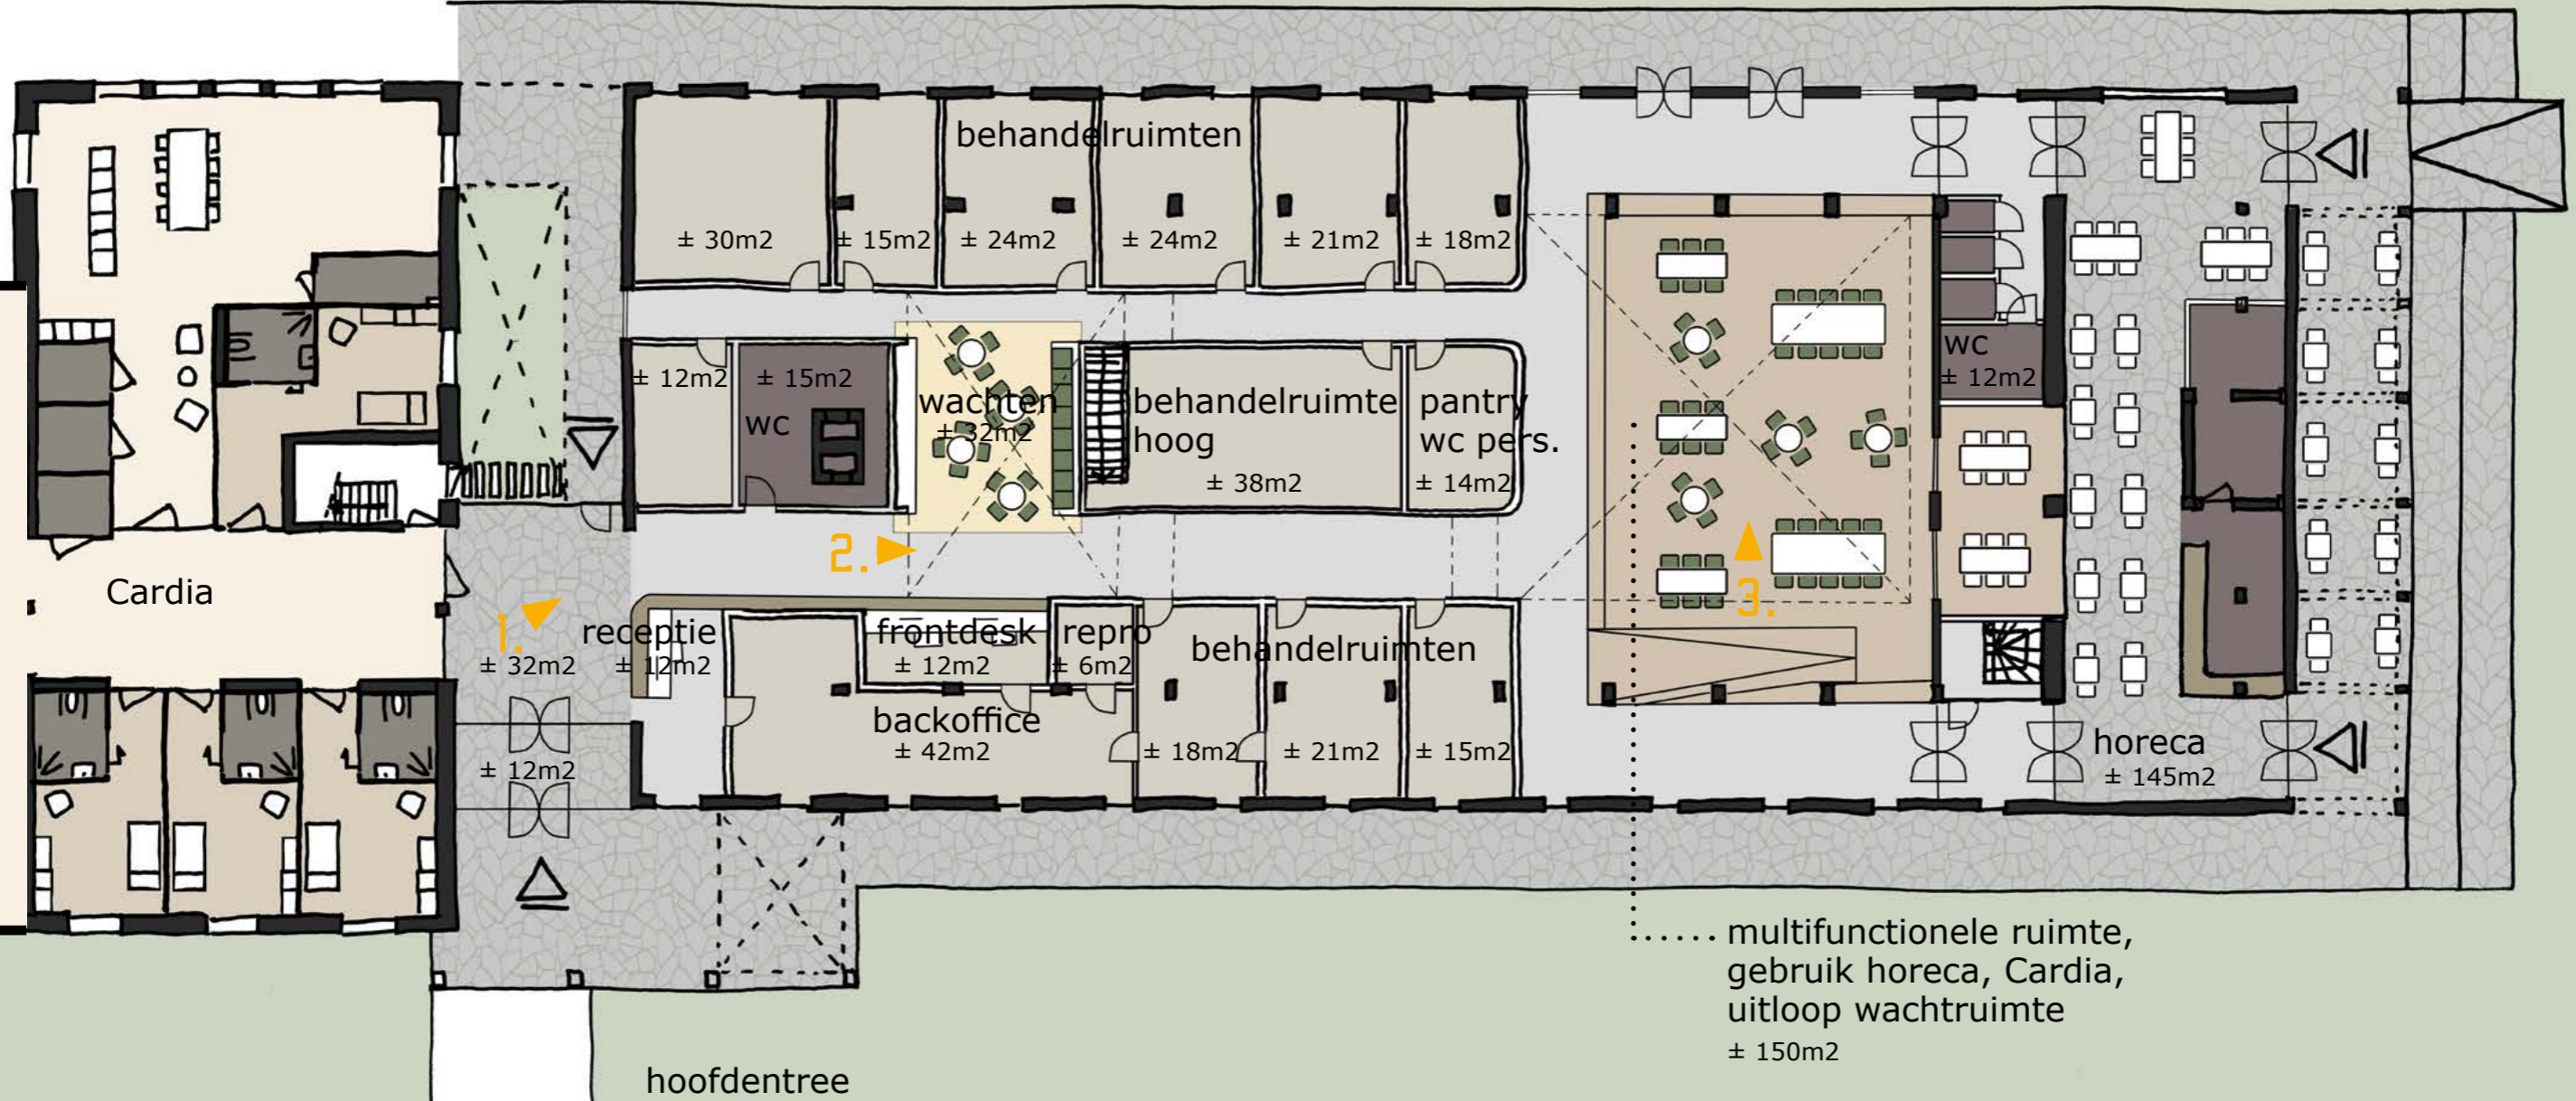 behandelruimten
± 30m2
± 15m2
± 24m2
± 24m2
± 21m2
± 18m2
± 12m2
± 15m2
wc
wachten
± 32m2
behandelruimte
hoog
± 38m2
pantry
wc pers.
± 14m2
wc
± 12m2
2.
Cardia
1.
± 32m2
receptie
± 12m2
frontdesk
± 12m2
repro
± 6m2
behandelruimten
3.
backoffice
± 42m2
± 18m2
± 21m2
± 15m2
± 12m2
horeca
± 145m2
multifunctionele ruimte,
gebruik horeca, Cardia,
uitloop wachtruimte
± 150m2
hoofdentree